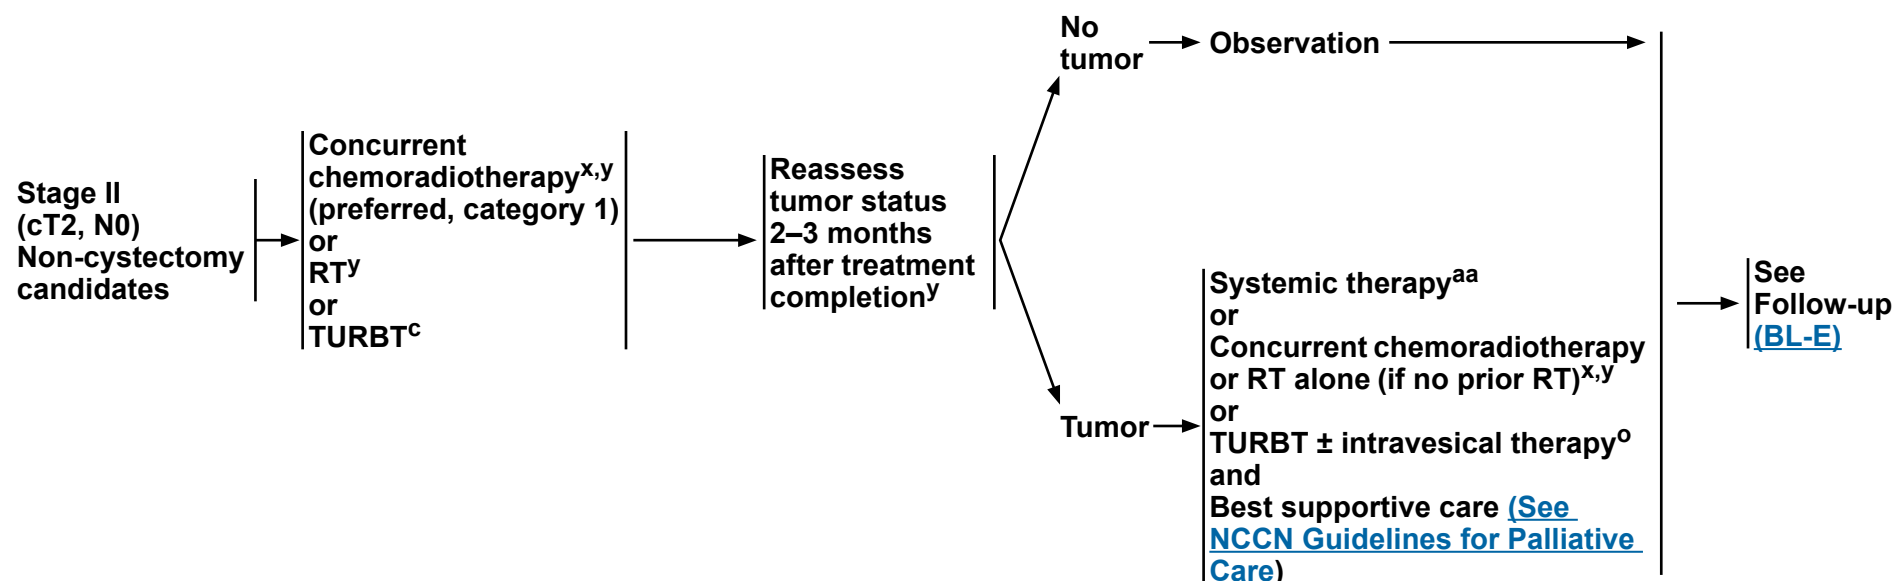 Stage II
(cT2, N0)
Non-cystectomy
candidates
Concurrent
chemoradiotherapyx,y
(preferred, category 1)
or
RTy
or
TURBTc
Reassess
tumor status
2–3 months
after treatment
completiony
No
tumor
Observation
Tumor
Systemic therapyaa
or
Concurrent chemoradiotherapy
or RT alone (if no prior RT)x,y
or
TURBT ± intravesical therapyo
and
Best supportive care (See
NCCN Guidelines for Palliative
Care)
See
Follow-up
(BL-E)